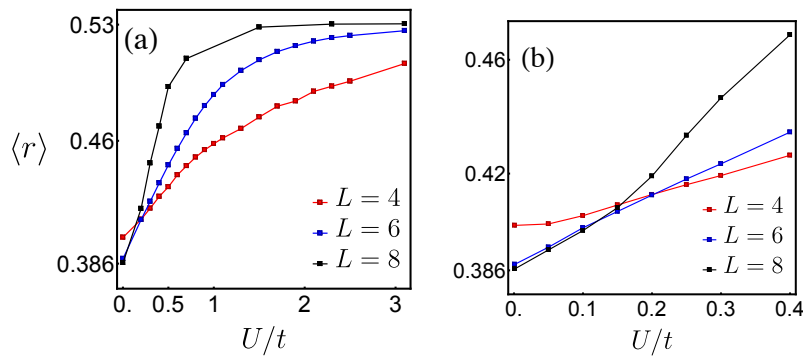 (a)
0.53
0.46
0.386
⟨r⟩
L = 4
L = 6
L = 8
0. 0.5 1 2 3
U/t
(b)
0.46
0.42
0.386
L = 4
L = 6
L = 8
0. 0.1 0.2 0.3 0.4
U/t